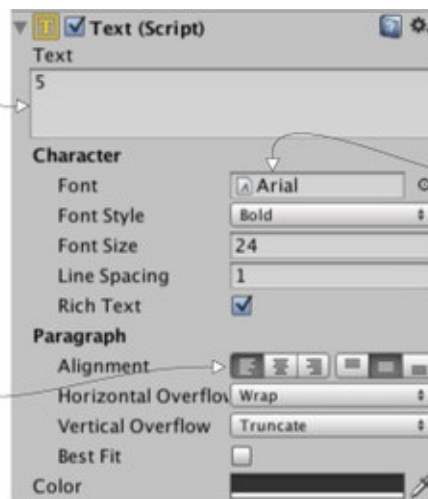 Text (Script)
Text
5
Character
Font Arial
Font Style Bold
Font Size 24
Line Spacing 1
Rich Text
Paragraph
Alignment
Horizontal Overflow Wrap
Vertical Overflow Truncate
Best Fit
Color